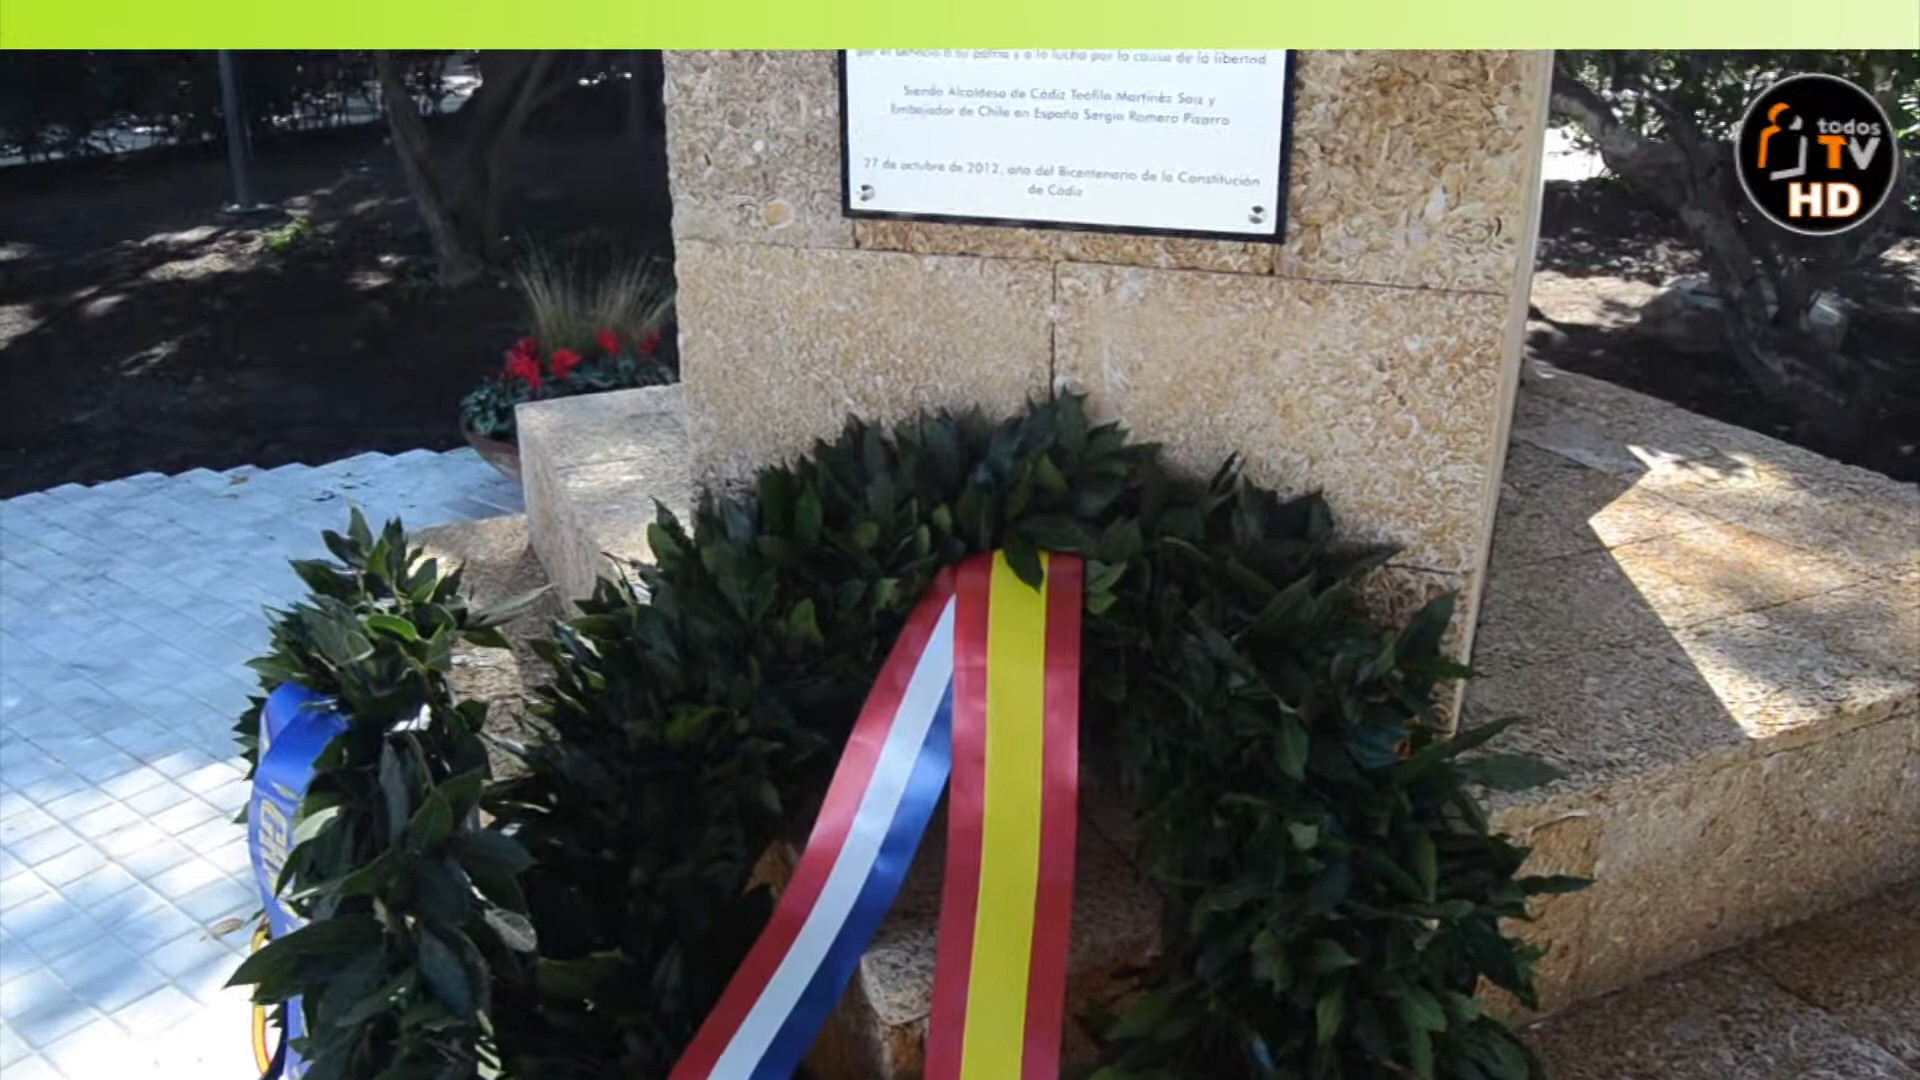 por el servicio a su patria y a la lucha por la causa de la libertad
Siendo Alcaldesa de Cádiz Teófila Martínez Saiz y
Embajador de Chile en España Sergio Romero Pizarro
27 de octubre de 2012, año del Bicentenario de la Constitución
de Cádiz
todos
TV
HD